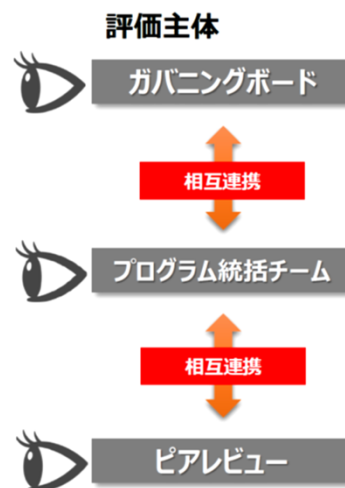 評価主体
ガバニングボード
相互連携
プログラム統括チーム
相互連携
ピアレビュー